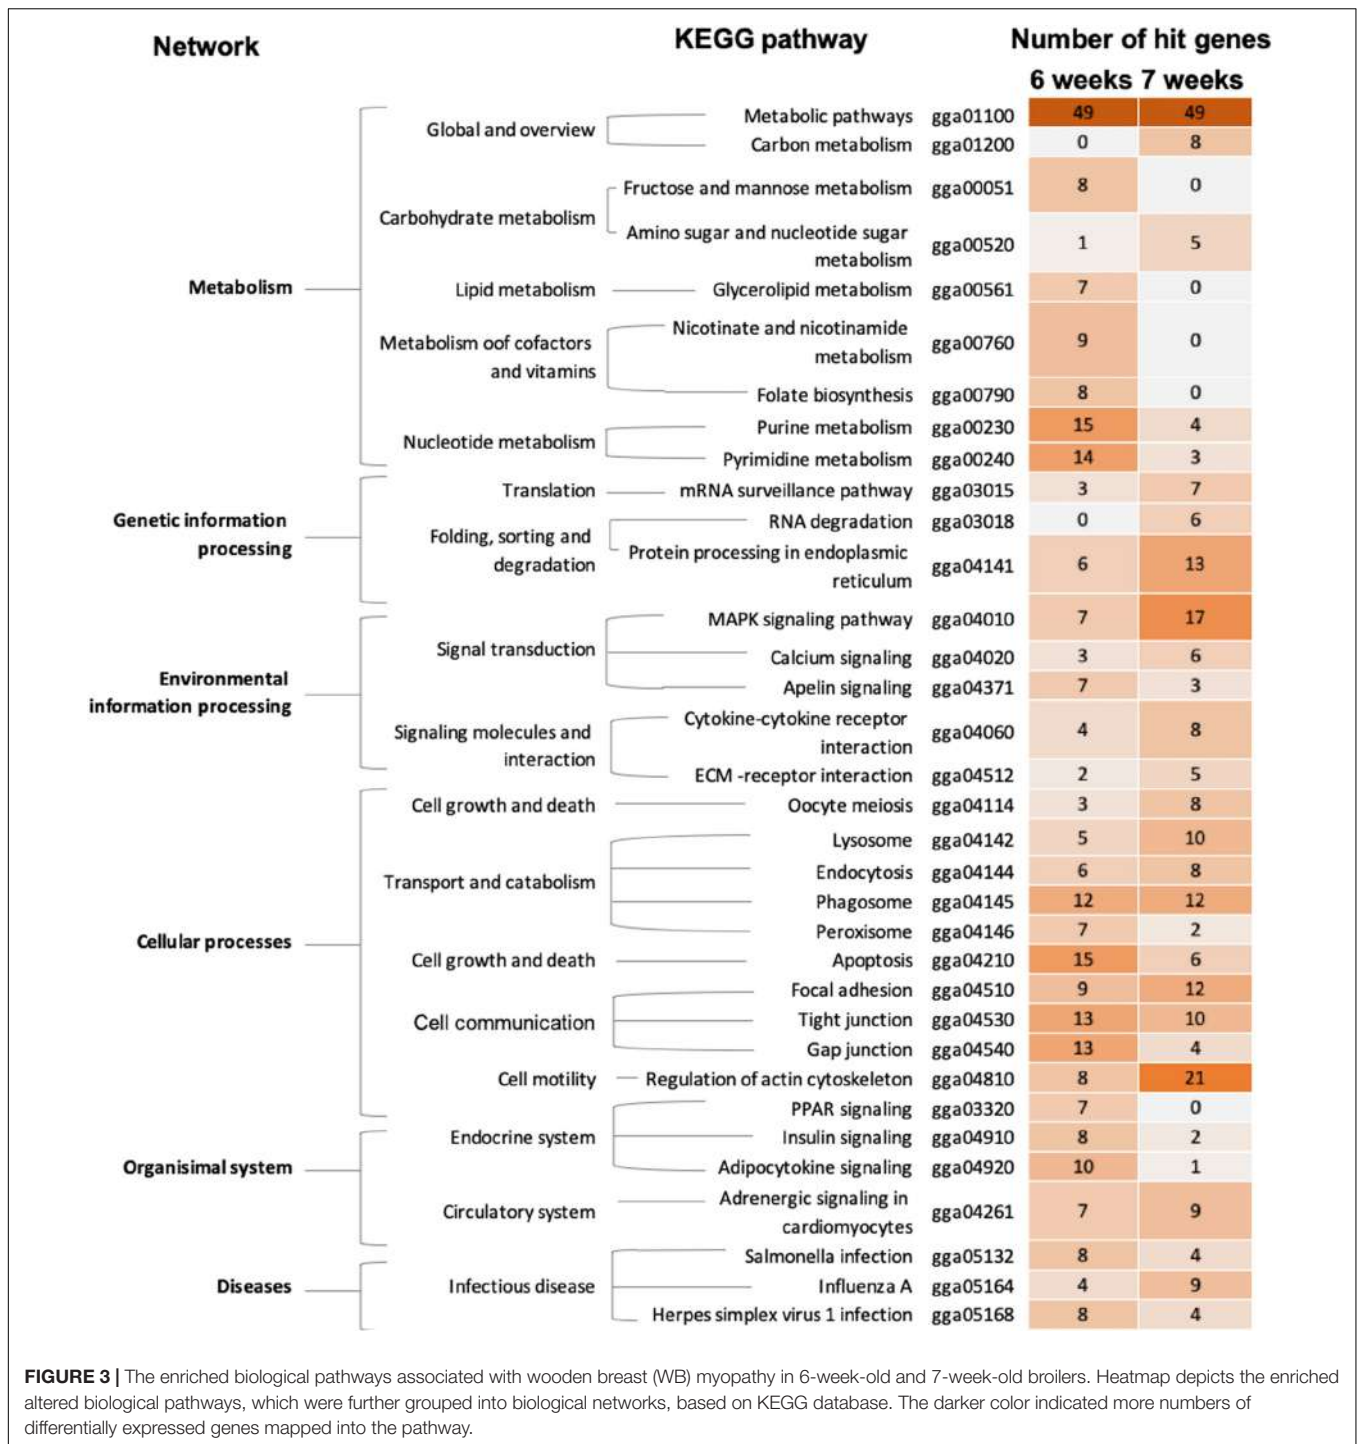 Network
KEGG pathway
Number of hit genes
6 weeks 7 weeks
Metabolism
Global and overview
Metabolic pathways gga01100 49 49
Carbon metabolism gga01200 0 8
Carbohydrate metabolism
Fructose and mannose metabolism gga00051 8 0
Amino sugar and nucleotide sugar
metabolism gga00520 1 5
Lipid metabolism
Glycerolipid metabolism gga00561 7 0
Metabolism oof cofactors
and vitamins
Nicotinate and nicotinamide
metabolism gga00760 9 0
Folate biosynthesis gga00790 8 0
Nucleotide metabolism
Purine metabolism gga00230 15 4
Pyrimidine metabolism gga00240 14 3
Genetic information
processing
Translation
mRNA surveillance pathway gga03015 3 7
Folding, sorting and
degradation
RNA degradation gga03018 0 6
Protein processing in endoplasmic
reticulum gga04141 6 13
Environmental
information processing
Signal transduction
MAPK signaling pathway gga04010 7 17
Calcium signaling gga04020 3 6
Apelin signaling gga04371 7 3
Signaling molecules and
interaction
Cytokine-cytokine receptor
interaction gga04060 4 8
ECM -receptor interaction gga04512 2 5
Cellular processes
Cell growth and death
Oocyte meiosis gga04114 3 8
Transport and catabolism
Lysosome gga04142 5 10
Endocytosis gga04144 6 8
Phagosome gga04145 12 12
Peroxisome gga04146 7 2
Cell growth and death
Apoptosis gga04210 15 6
Cell communication
Focal adhesion gga04510 9 12
Tight junction gga04530 13 10
Gap junction gga04540 13 4
Cell motility
Regulation of actin cytoskeleton gga04810 8 21
Organisimal system
Endocrine system
PPAR signaling gga03320 7 0
Insulin signaling gga04910 8 2
Adipocytokine signaling gga04920 10 1
Circulatory system
Adrenergic signaling in
cardiomyocytes gga04261 7 9
Diseases
Infectious disease
Salmonella infection gga05132 8 4
Influenza A gga05164 4 9
Herpes simplex virus 1 infection gga05168 8 4
FIGURE 3 | The enriched biological pathways associated with wooden breast (WB) myopathy in 6-week-old and 7-week-old broilers. Heatmap depicts the enriched
altered biological pathways, which were further grouped into biological networks, based on KEGG database. The darker color indicated more numbers of
differentially expressed genes mapped into the pathway.